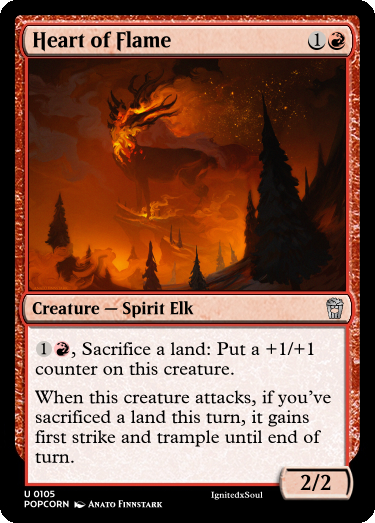 Heart of Flame 1
Creature — Spirit Elk
1, Sacrifice a land: Put a +1/+1
counter on this creature.
When this creature attacks, if you’ve
sacrificed a land this turn, it gains
first strike and trample until end of
turn.
2/2
U 0105
POPCORN Anato Finnstark IgnitedxSoul